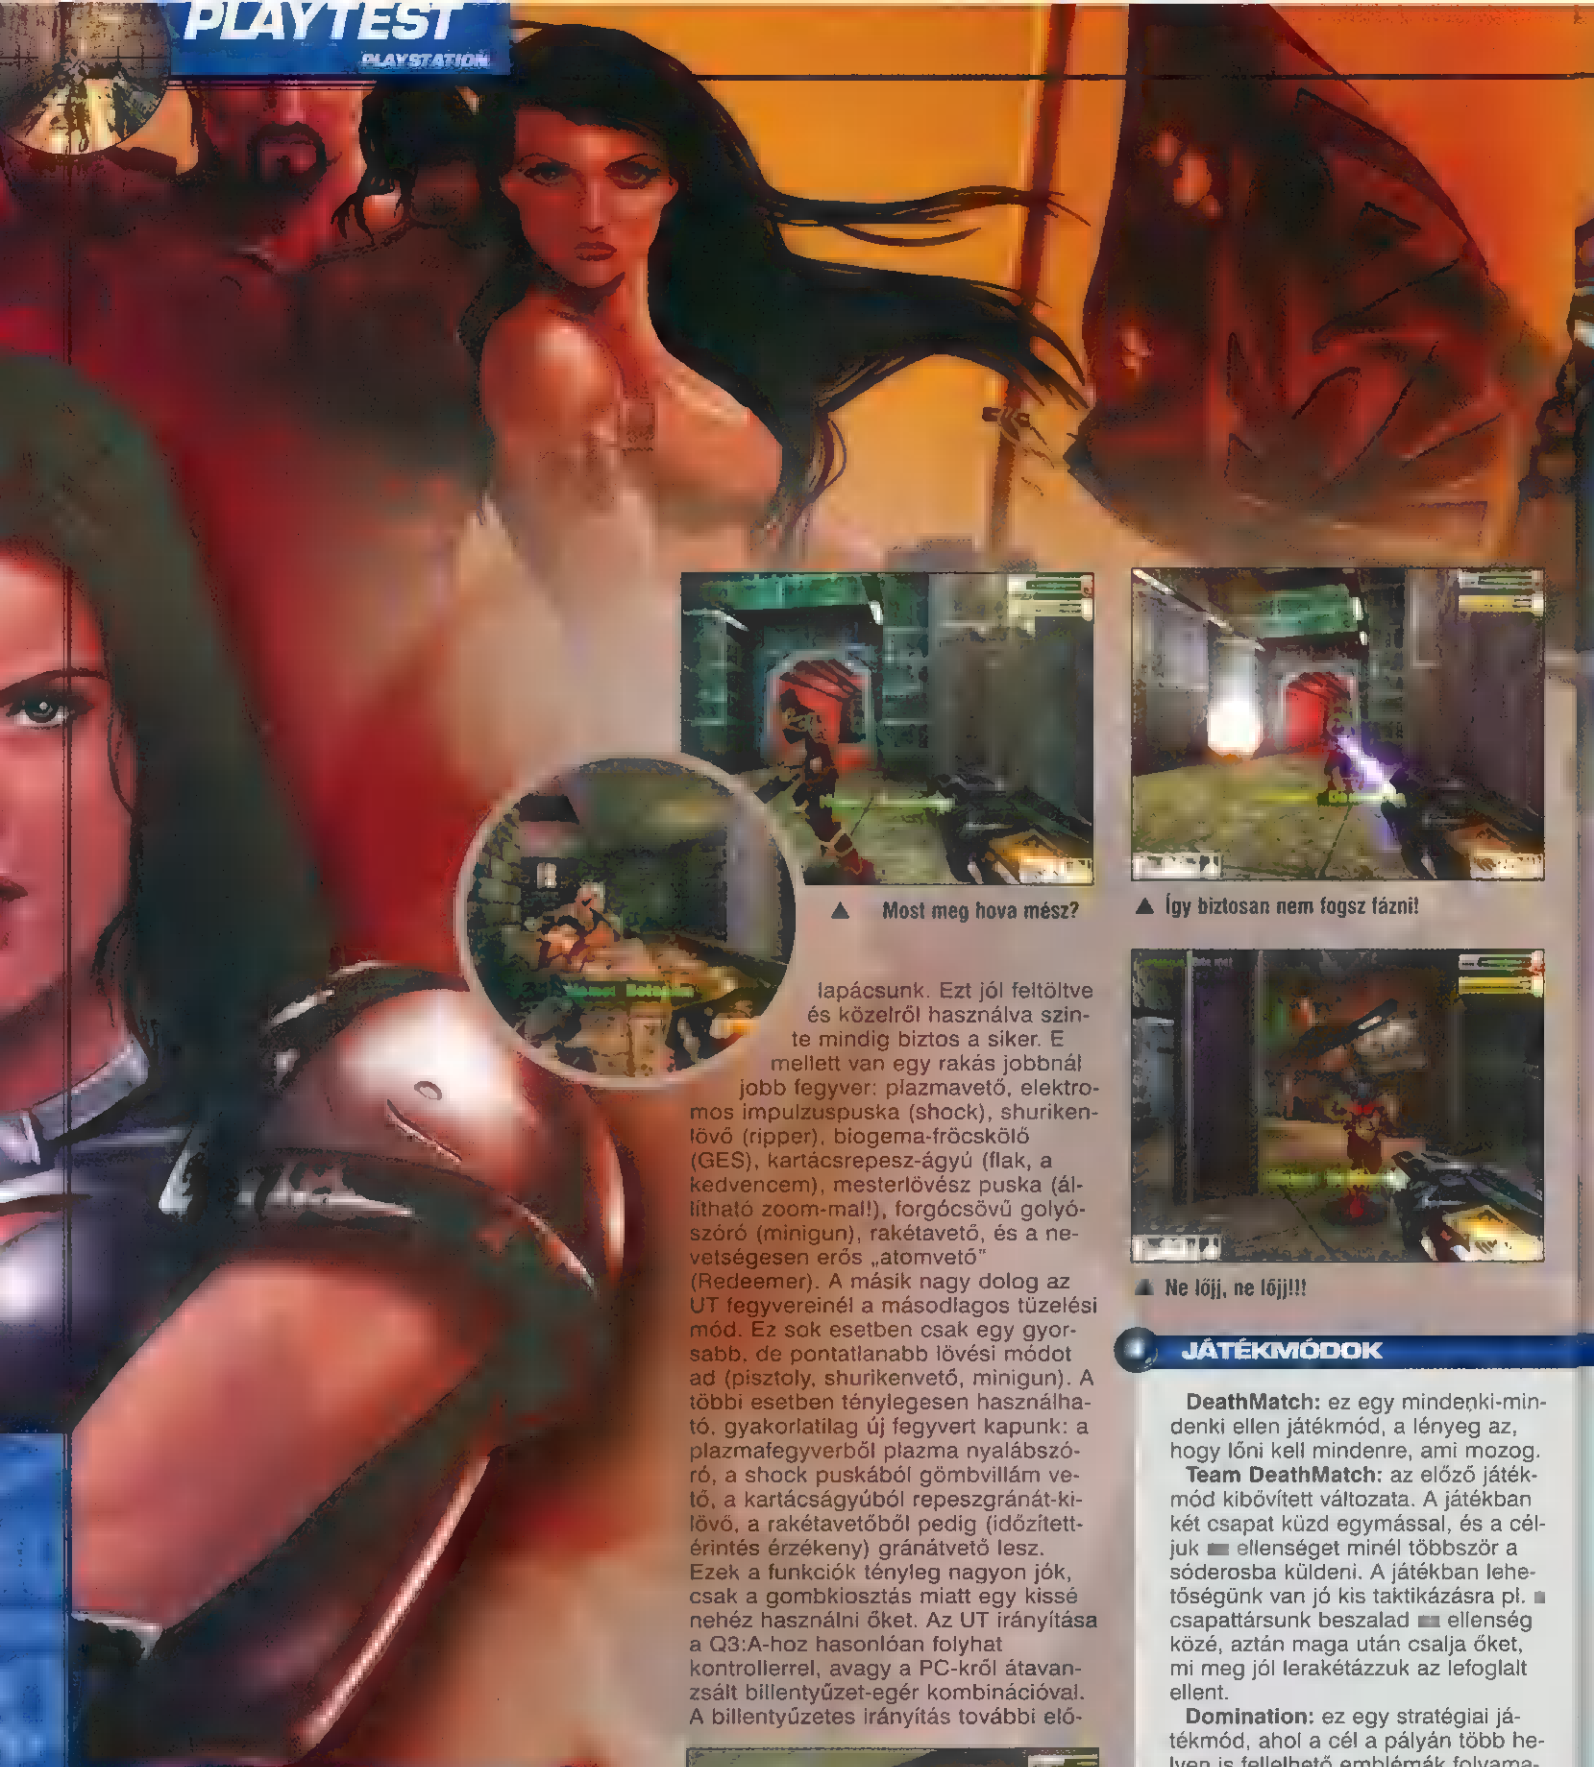 PLAYTEST
PLAYSTATION
Most meg hova mész?
Így biztosan nem fogsz fázni!
lapácsunk. Ezt jól feltöltve
és közelről használva szin-
te mindig biztos a siker. E
mellett van egy rakás jobbnál
jobb fegyver: plazmavető, elektro-
mos impulzuspuska (shock), shuriken-
lövő (ripper), biogema-fröcskölő
(GES), kartácsrepesz-ágyú (flak, a
kedvencem), mesterlövész puska (ál-
lítható zoom-mal!), forgócsövű golyó-
szóró (minigun), rakétavető, és a ne-
vetségesen erős „atomvető”
(Redeemer). A másik nagy dolog az
UT fegyvereinél a másodlagos tüzelési
mód. Ez sok esetben csak egy gyor-
sabb, de pontatlanabb lövési módot
ad (pisztoly, shurikenvető, minigun). A
többi esetben ténylegesen használha-
tó, gyakorlatilag új fegyvert kapunk: a
plazmafegyverből plazma nyalábszó-
ró, a shock puskából gömbvillám ve-
tő, a kartácságyúból repeszgránát-ki-
lövő, a rakétavetőből pedig (időzített-
érintés érzékeny) gránátvető lesz.
Ezek a funkciók tényleg nagyon jók,
csak a gombkiosztás miatt egy kissé
nehéz használni őket. Az UT irányítása
a Q3:A-hoz hasonlóan folyhat
kontrollerrel, avagy a PC-kről átavan-
zsált billentyűzet-egér kombinációval.
A billentyűzetes irányítás további elő-
Ne lőjj, ne lőjj!!!
JÁTÉKMÓDOK
DeathMatch: ez egy mindenki-min-
denki ellen játékmód, a lényeg az,
hogy lőni kell mindenre, ami mozog.
Team DeathMatch: az előző játék-
mód kibővített változata. A játékban
két csapat küzd egymással, és a cél-
juk ellenséget minél többször a
sóderosba küldeni. A játékban lehe-
tőségünk van jó kis taktikázásra pl.
csapattársunk beszalad ellenség
közé, aztán maga után csalja őket,
mi meg jól lerakétázzuk az lefoglalt
ellent.
Domination: ez egy stratégiai já-
tékmód, ahol a cél a pályán több he-
lyen is fellelhető emblémák folyama-